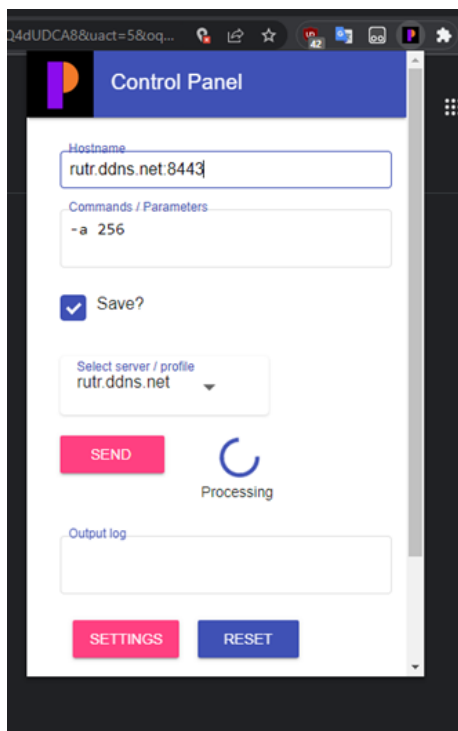 Q4dUDCA8&uact=5&oq...
42
Control Panel
Hostname
rutr.ddns.net:8443
Commands / Parameters
-a 256
Save?
Select server / profile
rutr.ddns.net
SEND
Processing
Output log
SETTINGS
RESET